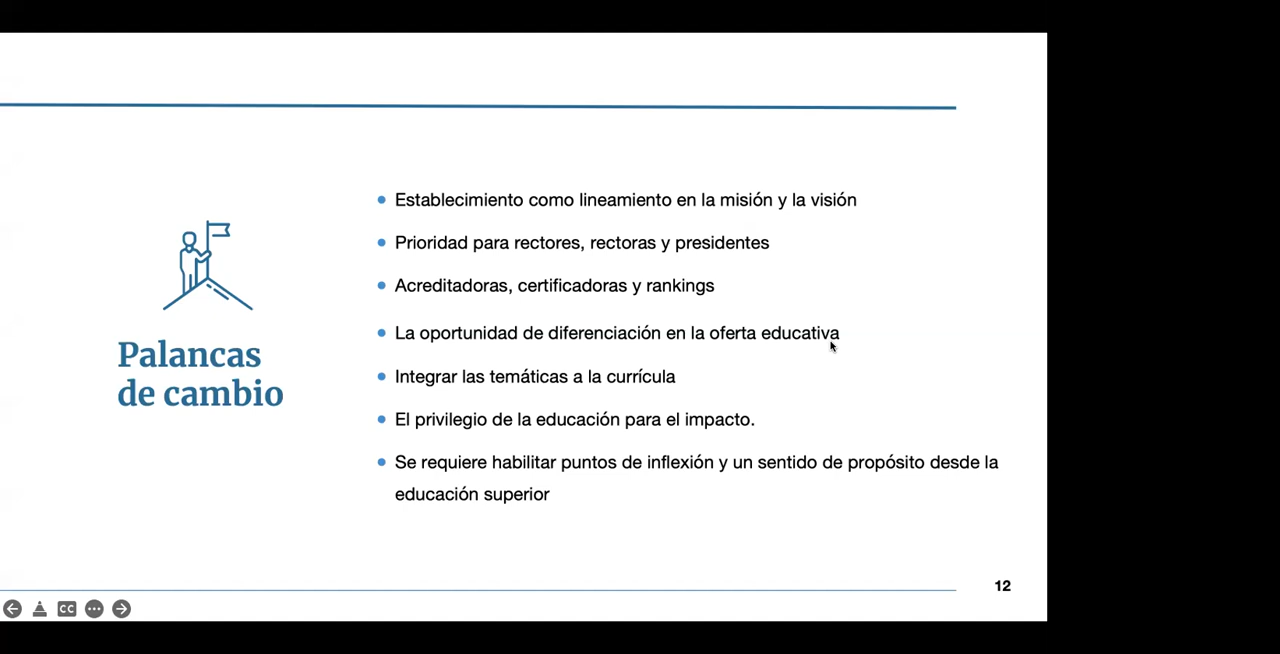 Palancas
de cambio
Establecimiento como lineamiento en la misión y la visión
Prioridad para rectores, rectoras y presidentes
Acreditadoras, certificadoras y rankings
La oportunidad de diferenciación en la oferta educativa
Integrar las temáticas a la currícula
El privilegio de la educación para el impacto.
Se requiere habilitar puntos de inflexión y un sentido de propósito desde la
educación superior
12
CC